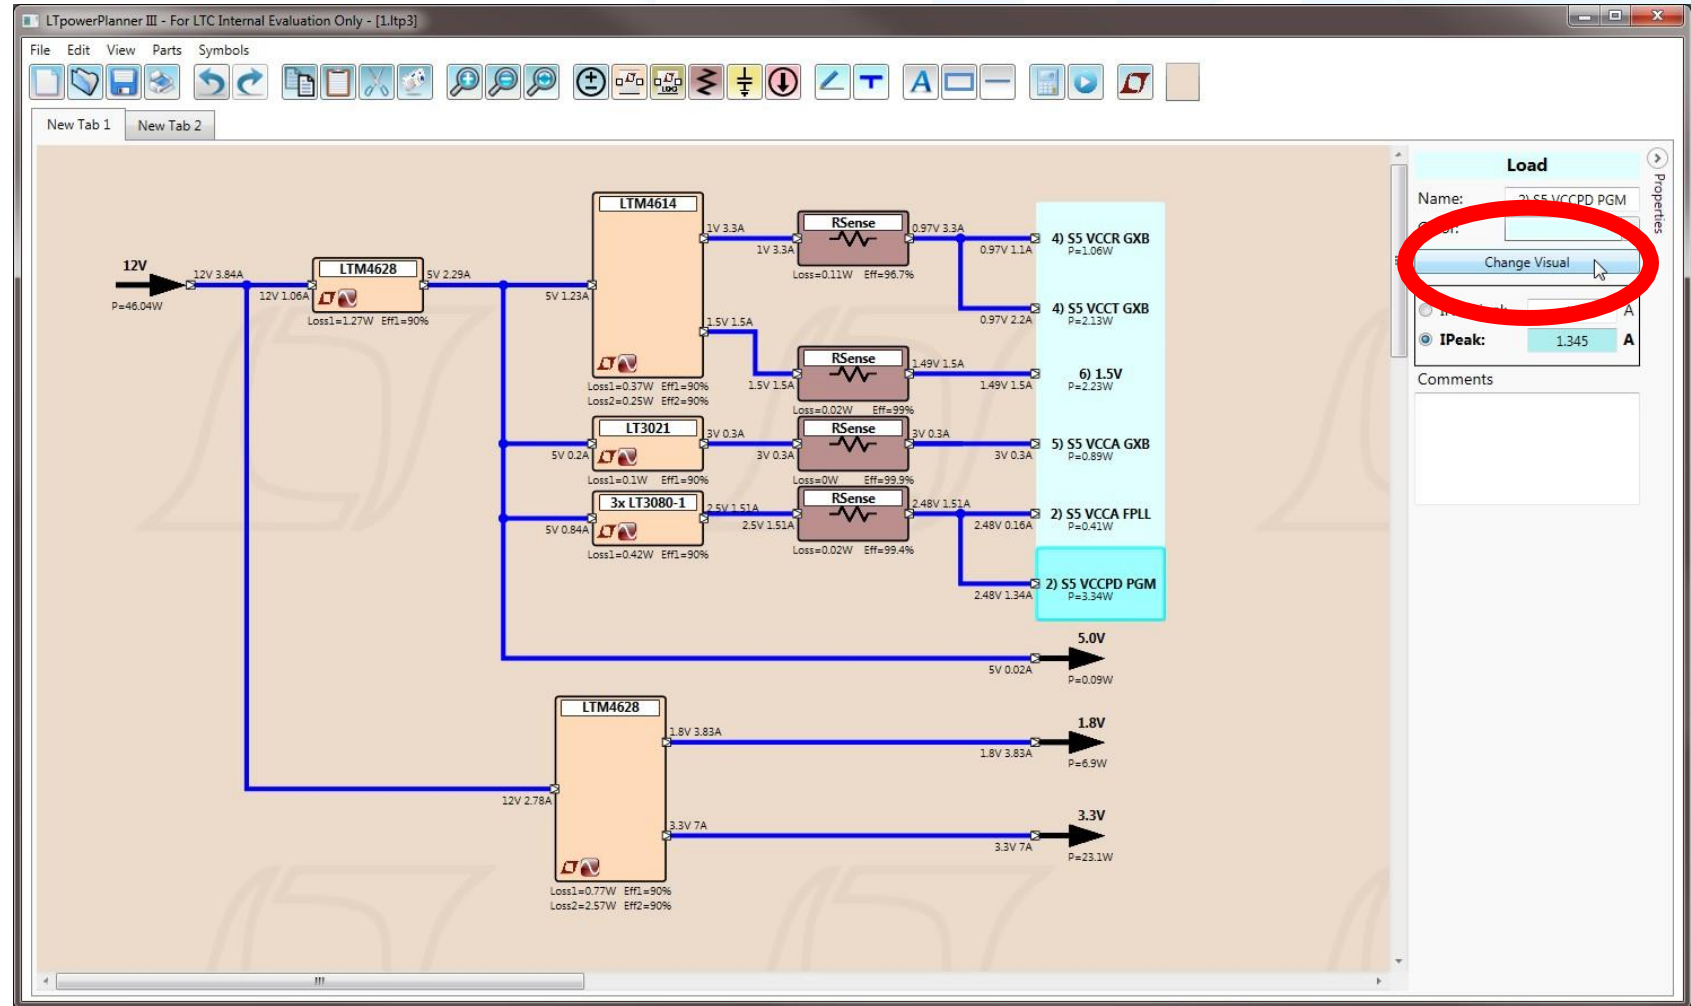 LTpowerPlanner III - For LTC Internal Evaluation Only - [1.ltp3]
File Edit View Parts Symbols
LDO
A
New Tab 1 New Tab 2
12V
12V 3.84A
P=46.04W
12V 1.06A
LTM4628
5V 2.29A
Loss1=1.27W Eff1=90%
LTM4614
1V 3.3A
5V 1.23A
1.5V 1.5A
Loss1=0.37W Eff1=90%
Loss2=0.25W Eff2=90%
RSense
1V 3.3A
0.97V 3.3A
Loss=0.11W Eff=96.7%
0.97V 1.1A
4) S5 VCCR GXB
P=1.06W
0.97V 2.2A
4) S5 VCCT GXB
P=2.13W
RSense
1.5V 1.5A
1.49V 1.5A
Loss=0.02W Eff=99%
1.49V 1.5A
6) 1.5V
P=2.23W
LT3021
5V 0.2A
3V 0.3A
Loss1=0.1W Eff1=90%
RSense
3V 0.3A
3V 0.3A
Loss=0W Eff=99.9%
3V 0.3A
5) S5 VCCA GXB
P=0.89W
3x LT3080-1
5V 0.84A
2.5V 1.51A
Loss1=0.42W Eff1=90%
RSense
2.5V 1.51A
2.48V 1.51A
Loss=0.02W Eff=99.4%
2.48V 0.16A
2) S5 VCCA FPLL
P=0.41W
2.48V 1.34A
2) S5 VCCPD PGM
P=3.34W
5.0V
5V 0.02A
P=0.09W
LTM4628
12V 2.78A
1.8V 3.83A
3.3V 7A
Loss1=0.77W Eff1=90%
Loss2=2.57W Eff2=90%
1.8V
1.8V 3.83A
P=6.9W
3.3V
3.3V 7A
P=23.1W
Load
Properties
Name: 2) S5 VCCPD PGM
Change Visual
A
IPeak: 1.345 A
Comments